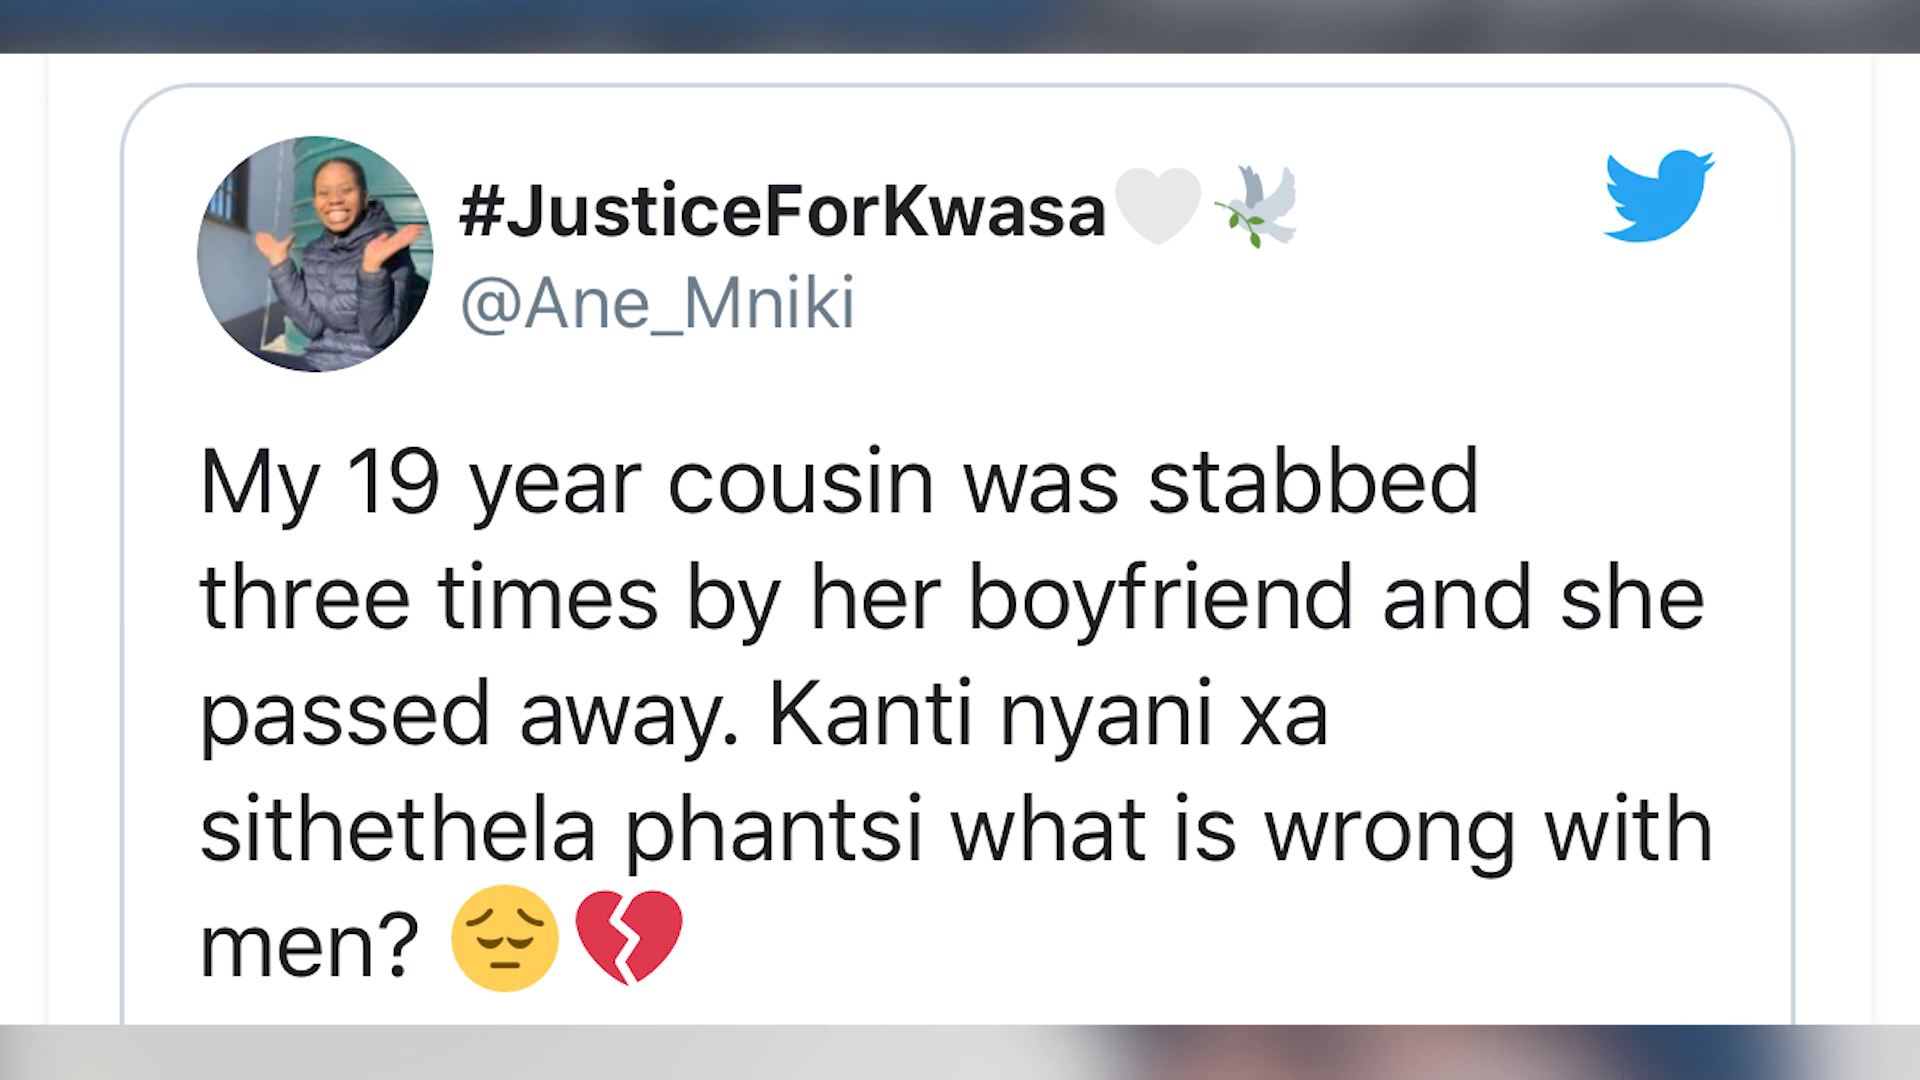 #JusticeForKwasa🤍🕊
@Ane_Mniki
My 19 year cousin was stabbed
three times by her boyfriend and she
passed away. Kanti nyani xa
sithethela phantsi what is wrong with
men? 😔💔